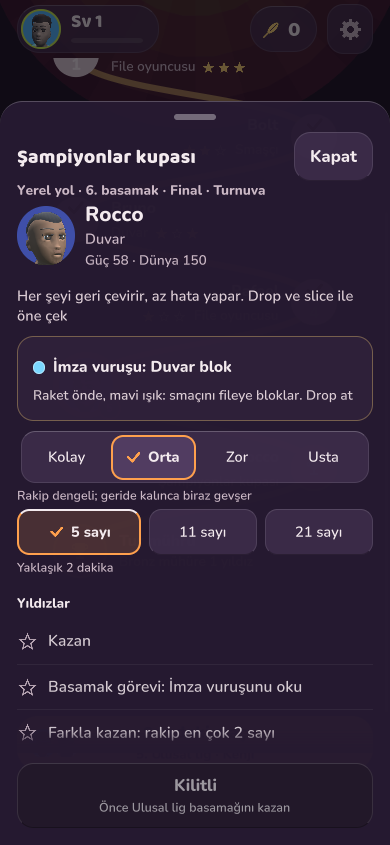 Sv 1
0
1
File oyuncusu
Şampiyonlar kupası
Kapat
Yerel yol · 6. basamak · Final · Turnuva
Rocco
Duvar
Güç 58 · Dünya 150
Her şeyi geri çevirir, az hata yapar. Drop ve slice ile
öne çek
İmza vuruşu: Duvar blok
Raket önde, mavi ışık: smaçını fileye bloklar. Drop at
Kolay
Orta
Zor
Usta
Rakip dengeli; geride kalınca biraz gevşer
5 sayı
11 sayı
21 sayı
Yaklaşık 2 dakika
Yıldızlar
Kazan
Basamak görevi: İmza vuruşunu oku
Farkla kazan: rakip en çok 2 sayı
Kilitli
Önce Ulusal lig basamağını kazan